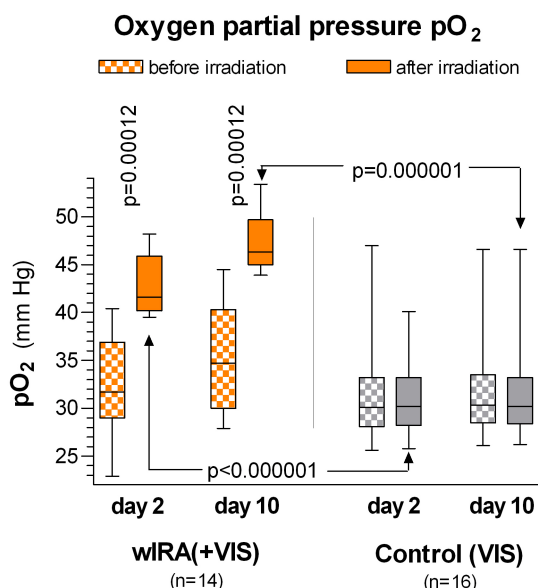 Oxygen partial pressure pO2
before irradiation
after irradiation
p=0.00012
p=0.00012
p=0.000001
50
45
40
35
30
25
pO2 (mm Hg)
p<0.000001
day 2
day 10
day 2
day 10
wIRA(+VIS)
Control (VIS)
(n=14)
(n=16)